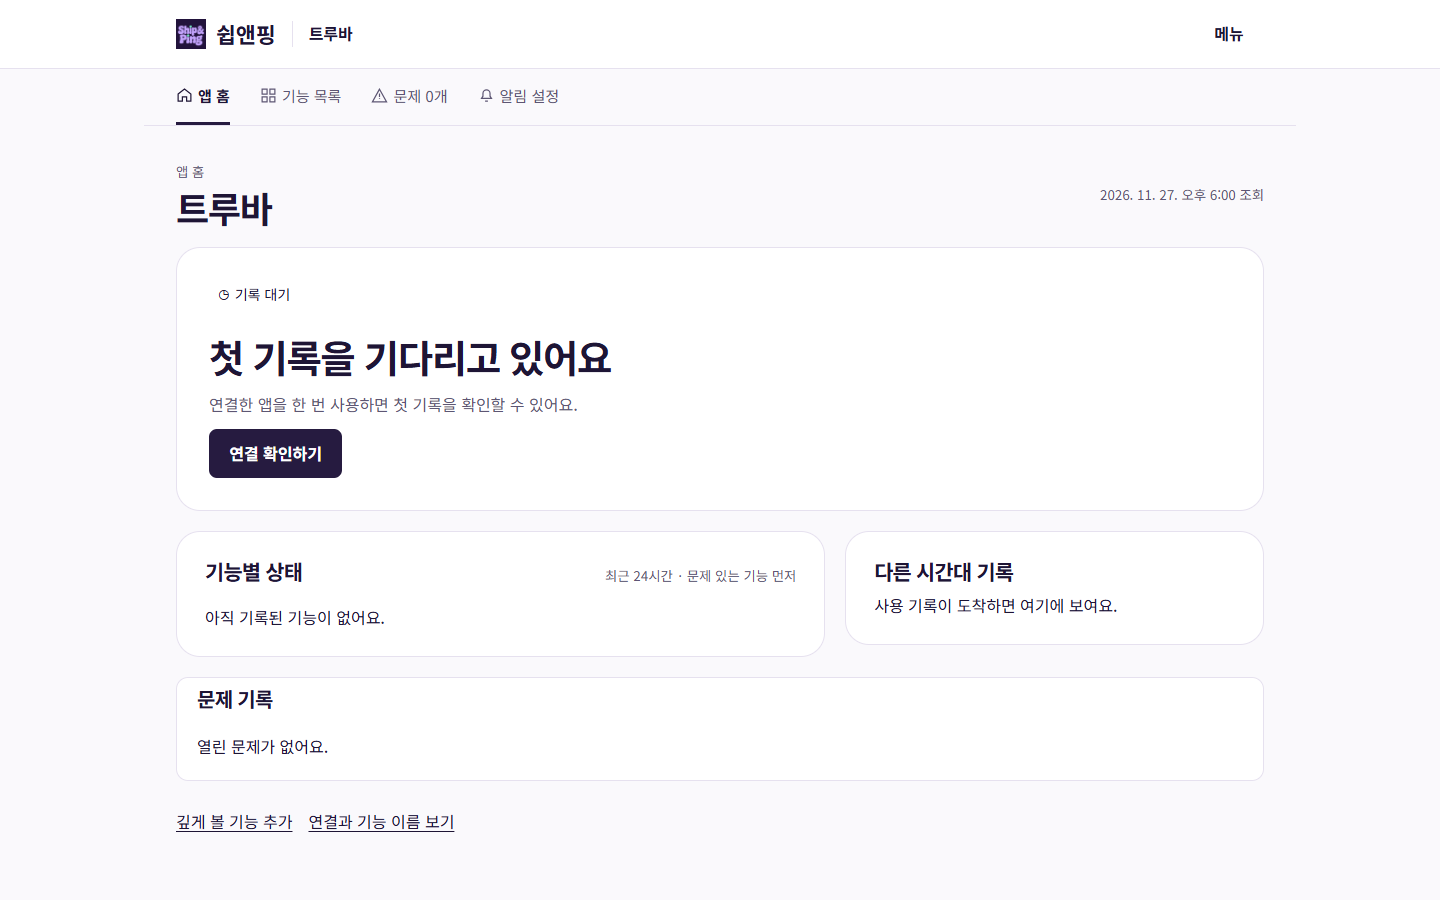 Ship&
Ping
쉽앤핑
트루바
메뉴
앱 홈
기능 목록
문제 0개
알림 설정
앱 홈
트루바
2026. 11. 27. 오후 6:00 조회
기록 대기
첫 기록을 기다리고 있어요
연결한 앱을 한 번 사용하면 첫 기록을 확인할 수 있어요.
연결 확인하기
기능별 상태
최근 24시간 · 문제 있는 기능 먼저
아직 기록된 기능이 없어요.
다른 시간대 기록
사용 기록이 도착하면 여기에 보여요.
문제 기록
열린 문제가 없어요.
깊게 볼 기능 추가
연결과 기능 이름 보기